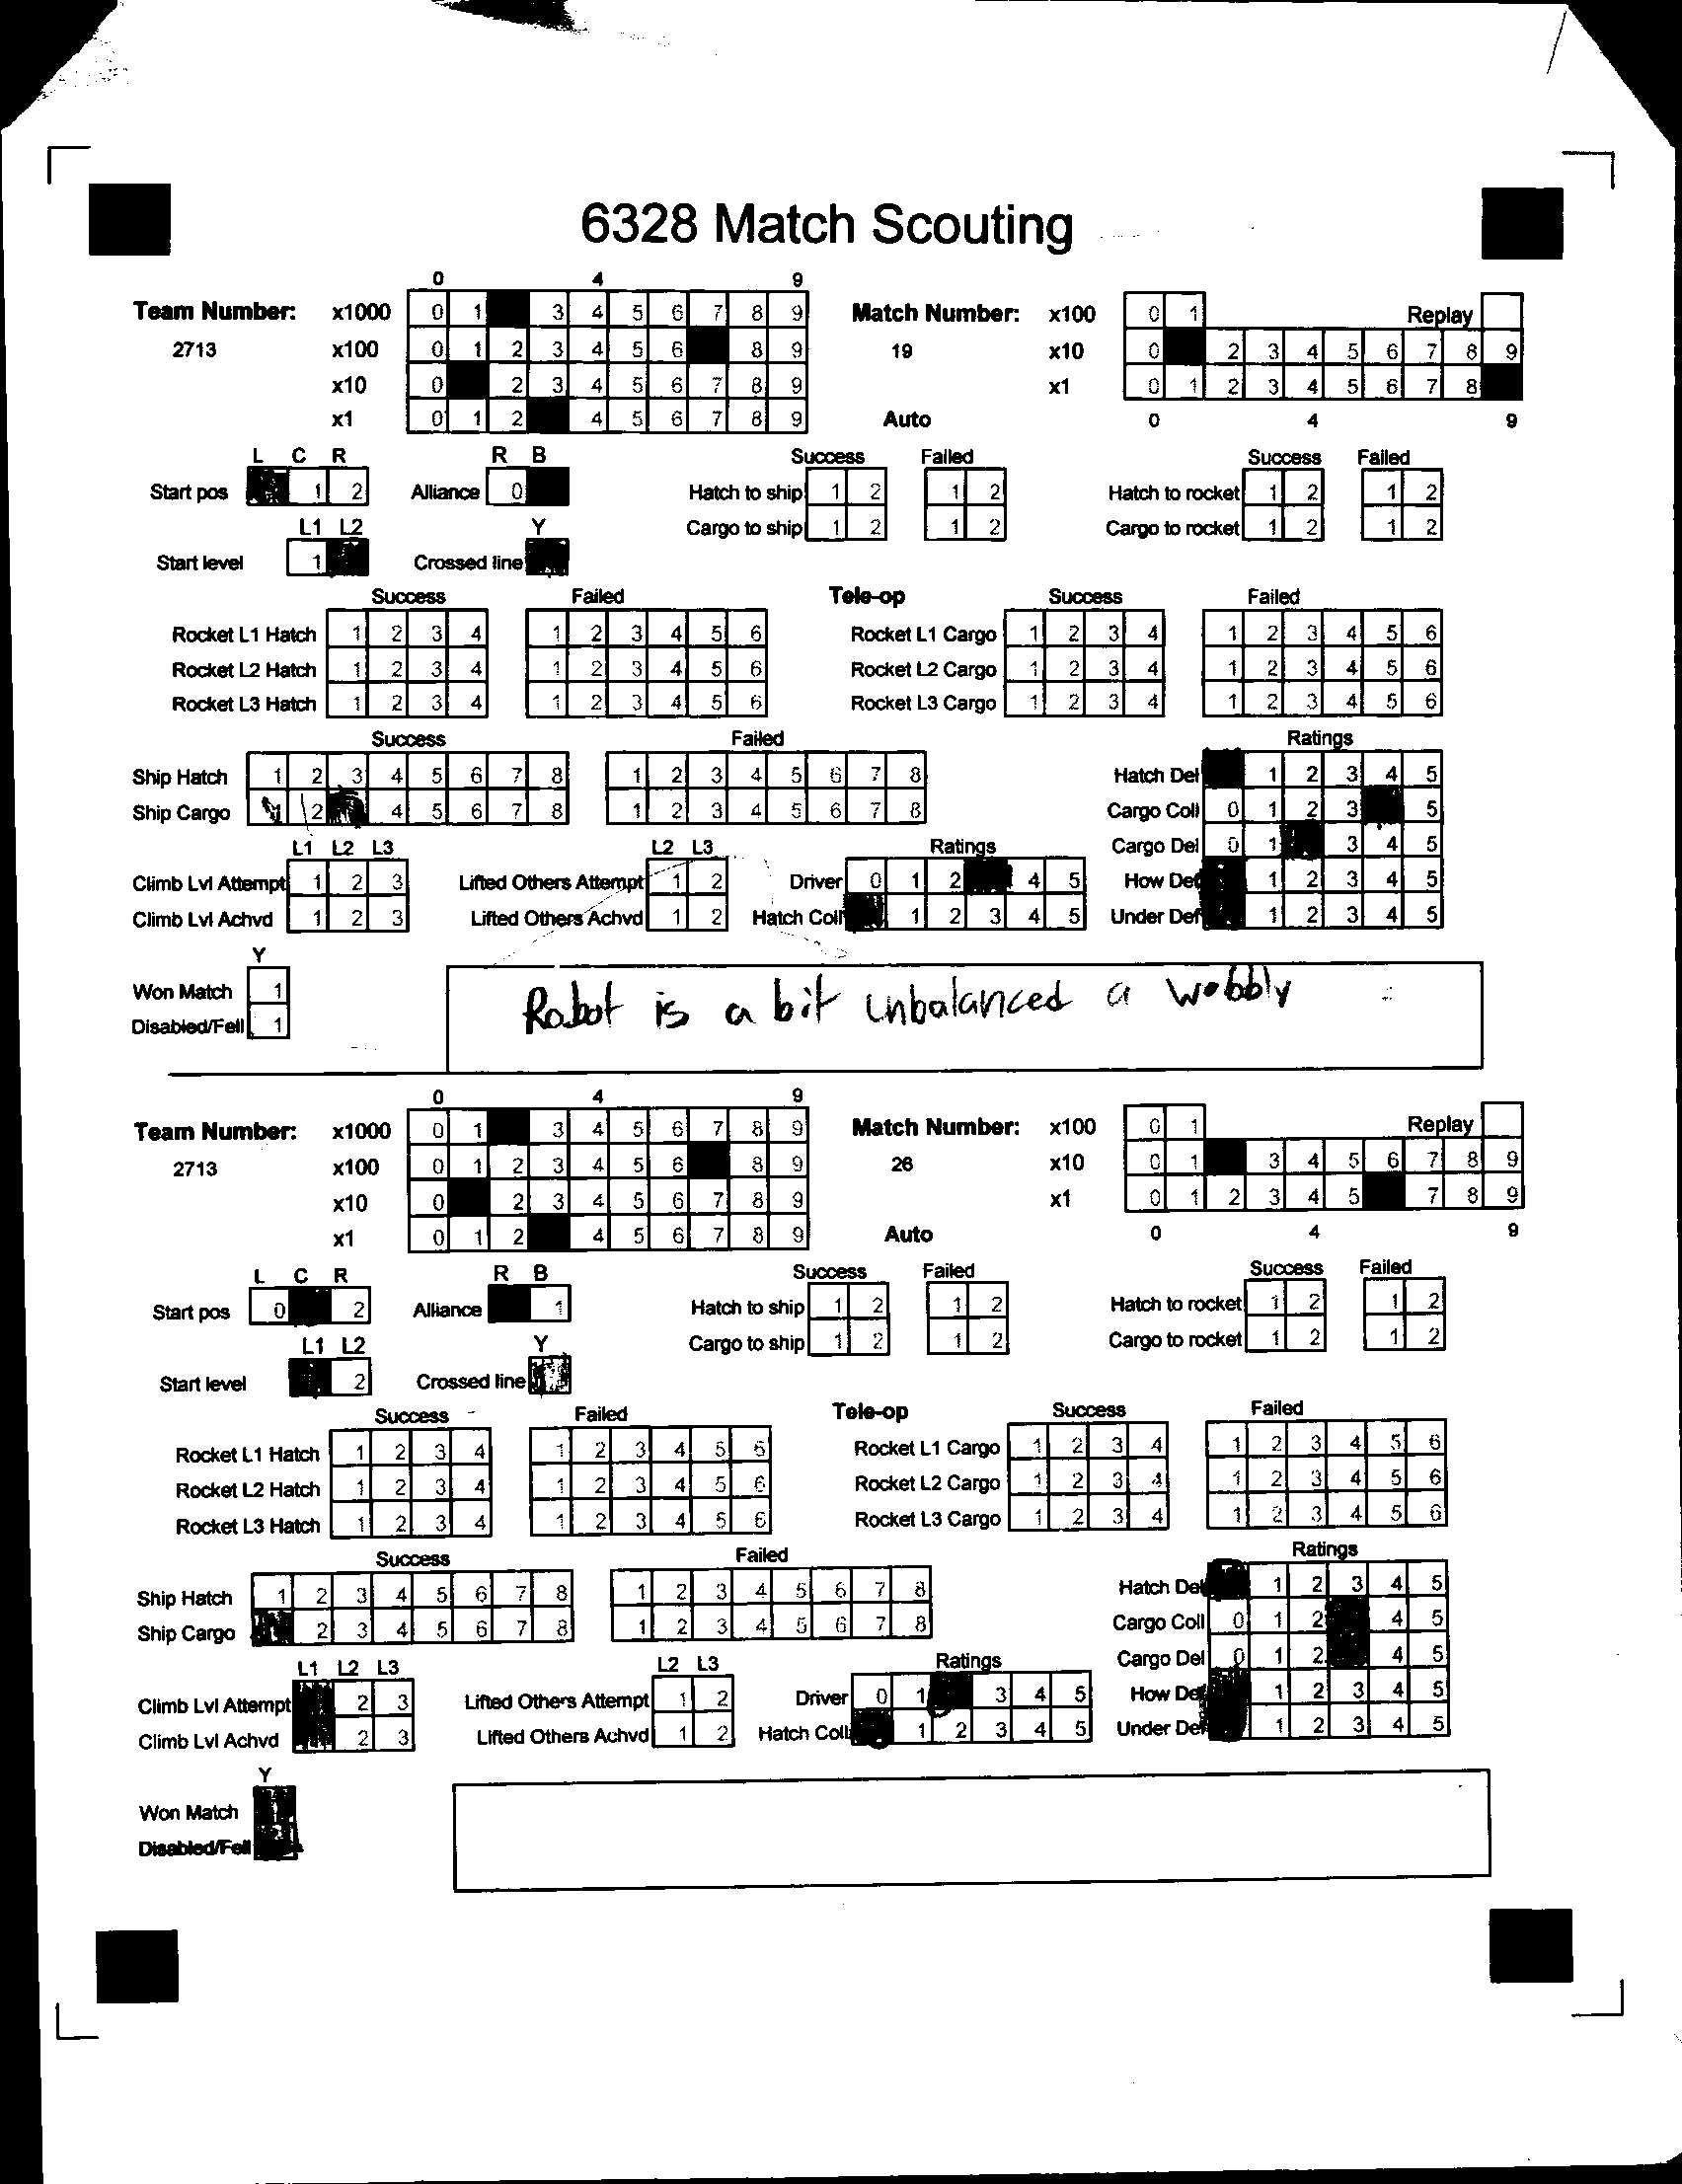 6328 Match Scouting
0 4 9
Team Number: x1000 0 1 3 4 5 6 7 8 9 Match Number: x100 0 1 Replay
2713 x100 0 1 2 3 4 5 6 8 9 19 x10 0 2 3 4 5 6 7 8 9
x10 0 2 3 4 5 6 7 8 9 x1 0 1 2 3 4 5 6 7 8
x1 0 1 2 4 5 6 7 8 9 Auto 0 4 9
L C R R B Success Failed Success Failed
Start pos 1 2 Alliance 0 Hatch to ship 1 2 1 2 Hatch to rocket 1 2 1 2
L1 L2 Y Cargo to ship 1 2 1 2 Cargo to rocket 1 2 1 2
Start level 1 Crossed line
Success Failed Tele-op Success Failed
Rocket L1 Hatch 1 2 3 4 1 2 3 4 5 6 Rocket L1 Cargo 1 2 3 4 1 2 3 4 5 6
Rocket L2 Hatch 1 2 3 4 1 2 3 4 5 6 Rocket L2 Cargo 1 2 3 4 1 2 3 4 5 6
Rocket L3 Hatch 1 2 3 4 1 2 3 4 5 6 Rocket L3 Cargo 1 2 3 4 1 2 3 4 5 6
Success Failed Ratings
Ship Hatch 1 2 3 4 5 6 7 8 1 2 3 4 5 6 7 8 Hatch Del 1 2 3 4 5
Ship Cargo 1 2 4 5 6 7 8 1 2 3 4 5 6 7 8 Cargo Coll 0 1 2 3 5
L1 L2 L3 L2 L3 Ratings Cargo Del 0 1 3 4 5
Climb Lvl Attempt 1 2 3 Lifted Others Attempt 1 2 Driver 0 1 2 4 5 How Def 1 2 3 4 5
Climb Lvl Achvd 1 2 3 Lifted Others Achvd 1 2 Hatch Coll 1 2 3 4 5 Under Def 1 2 3 4 5
Y
Won Match 1 Robot is a bit unbalanced a wobbly
Disabled/Fell 1
0 4 9
Team Number: x1000 0 1 3 4 5 6 7 8 9 Match Number: x100 0 1 Replay
2713 x100 0 1 2 3 4 5 6 8 9 26 x10 0 1 3 4 5 6 7 8 9
x10 0 2 3 4 5 6 7 8 9 x1 0 1 2 3 4 5 7 8 9
x1 0 1 2 4 5 6 7 8 9 Auto 0 4 9
L C R R B Success Failed Success Failed
Start pos 0 2 Alliance 1 Hatch to ship 1 2 1 2 Hatch to rocket 1 2 1 2
L1 L2 Y Cargo to ship 1 2 1 2 Cargo to rocket 1 2 1 2
Start level 2 Crossed line
Success Failed Tele-op Success Failed
Rocket L1 Hatch 1 2 3 4 1 2 3 4 5 6 Rocket L1 Cargo 1 2 3 4 1 2 3 4 5 6
Rocket L2 Hatch 1 2 3 4 1 2 3 4 5 6 Rocket L2 Cargo 1 2 3 4 1 2 3 4 5 6
Rocket L3 Hatch 1 2 3 4 1 2 3 4 5 6 Rocket L3 Cargo 1 2 3 4 1 2 3 4 5 6
Success Failed Ratings
Ship Hatch 1 2 3 4 5 6 7 8 1 2 3 4 5 6 7 8 Hatch Del 1 2 3 4 5
Ship Cargo 2 3 4 5 6 7 8 1 2 3 4 5 6 7 8 Cargo Coll 0 1 2 4 5
L1 L2 L3 L2 L3 Ratings Cargo Del 0 1 2 4 5
Climb Lvl Attempt 2 3 Lifted Others Attempt 1 2 Driver 0 1 3 4 5 How Def 1 2 3 4 5
Climb Lvl Achvd 2 3 Lifted Others Achvd 1 2 Hatch Coll 1 2 3 4 5 Under Def 1 2 3 4 5
Y
Won Match
Disabled/Fell